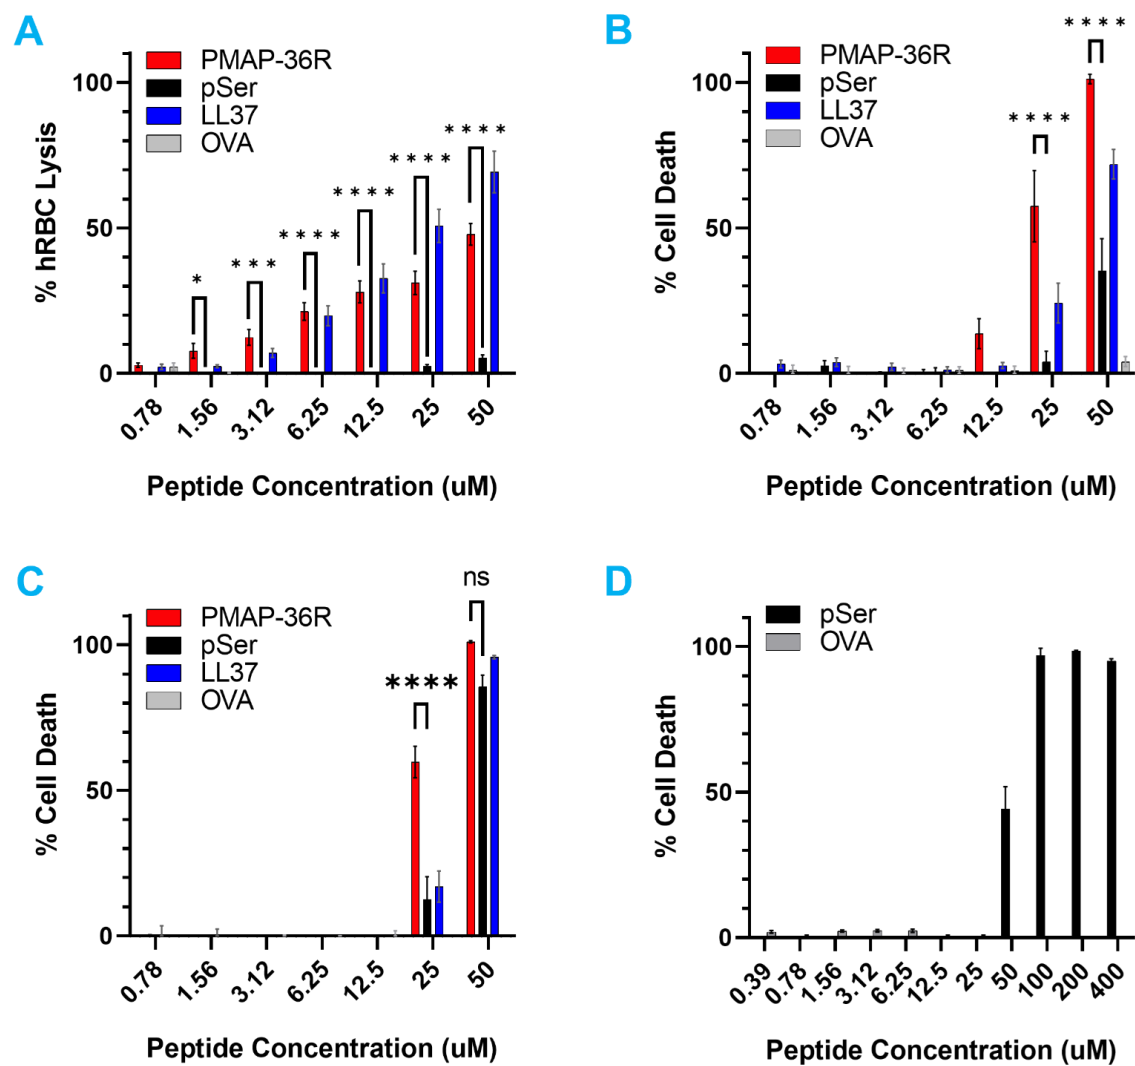 A
PMAP-36R
pSer
LL37
OVA
% hRBC Lysis
100
50
0
*
* * *
* * * *
* * * *
* * * *
* * * *
0.78
1.56
3.12
6.25
12.5
25
50
Peptide Concentration (uM)
B
PMAP-36R
pSer
LL37
OVA
% Cell Death
100
50
0
* * * *
* * * *
0.78
1.56
3.12
6.25
12.5
25
50
Peptide Concentration (uM)
C
PMAP-36R
pSer
LL37
OVA
% Cell Death
100
50
0
****
ns
0.78
1.56
3.12
6.25
12.5
25
50
Peptide Concentration (uM)
D
pSer
OVA
% Cell Death
100
50
0
0.39
0.78
1.56
3.12
6.25
12.5
25
50
100
200
400
Peptide Concentration (uM)